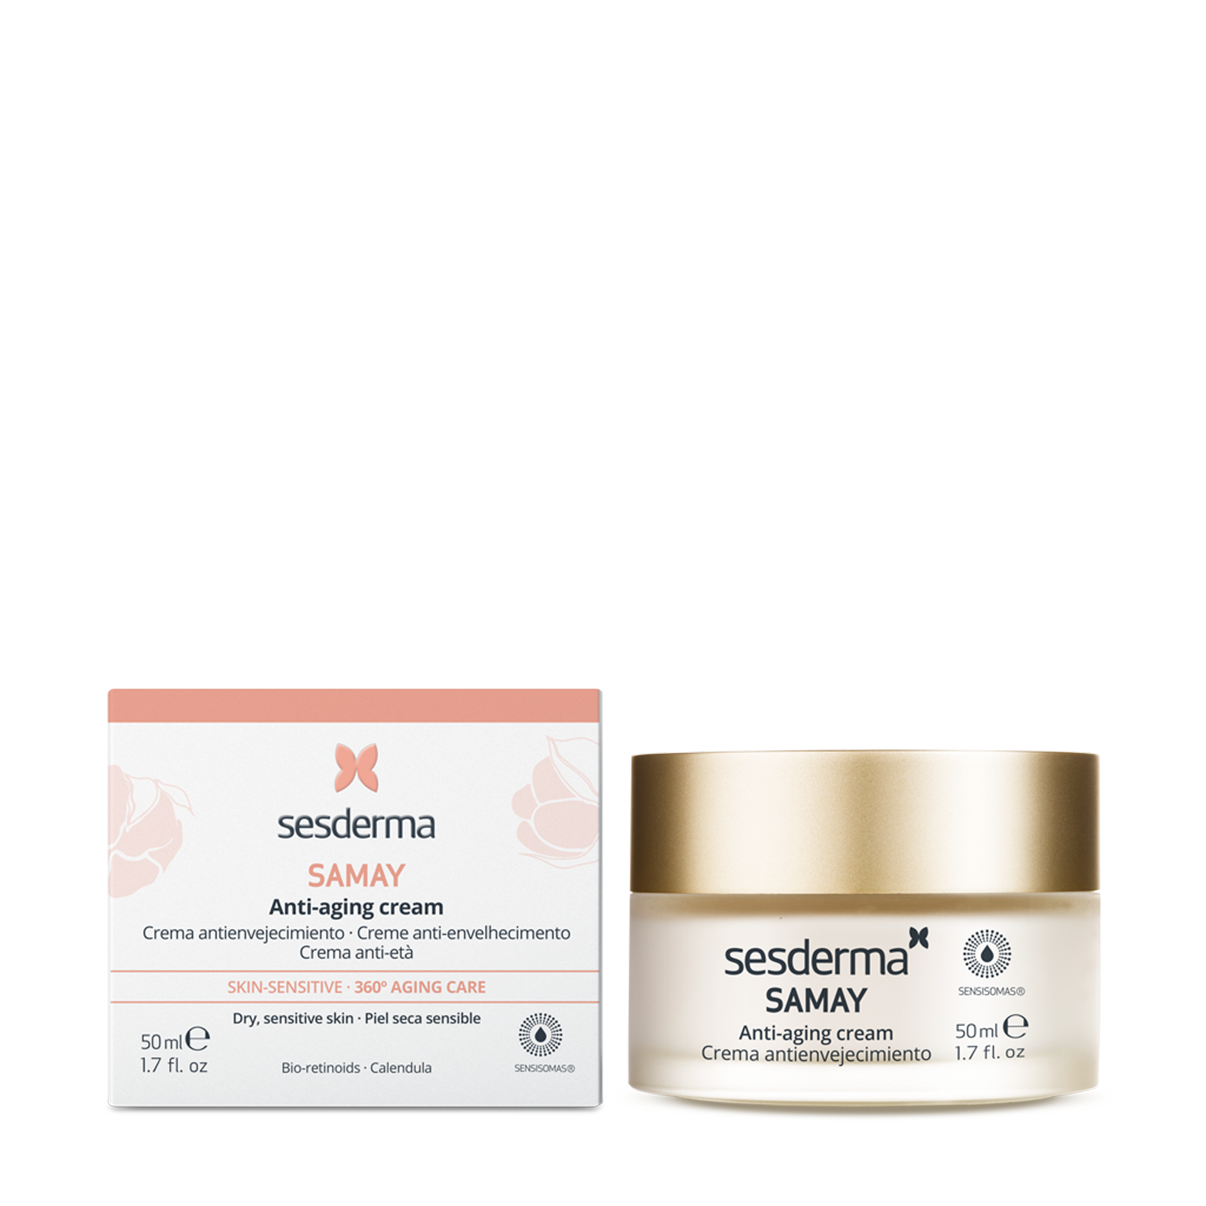 sesderma
SAMAY
Anti-aging cream
Crema antienvejecimiento · Creme anti-envelhecimento
Crema anti-età
SKIN-SENSITIVE · 360º AGING CARE
Dry, sensitive skin · Piel seca sensible
50 ml ℮
1.7 fl. oz
Bio-retinoids · Calendula
SENSISOMAS®
sesderma
SAMAY
Anti-aging cream
Crema antienvejecimiento
SENSISOMAS®
50 ml ℮
1.7 fl. oz